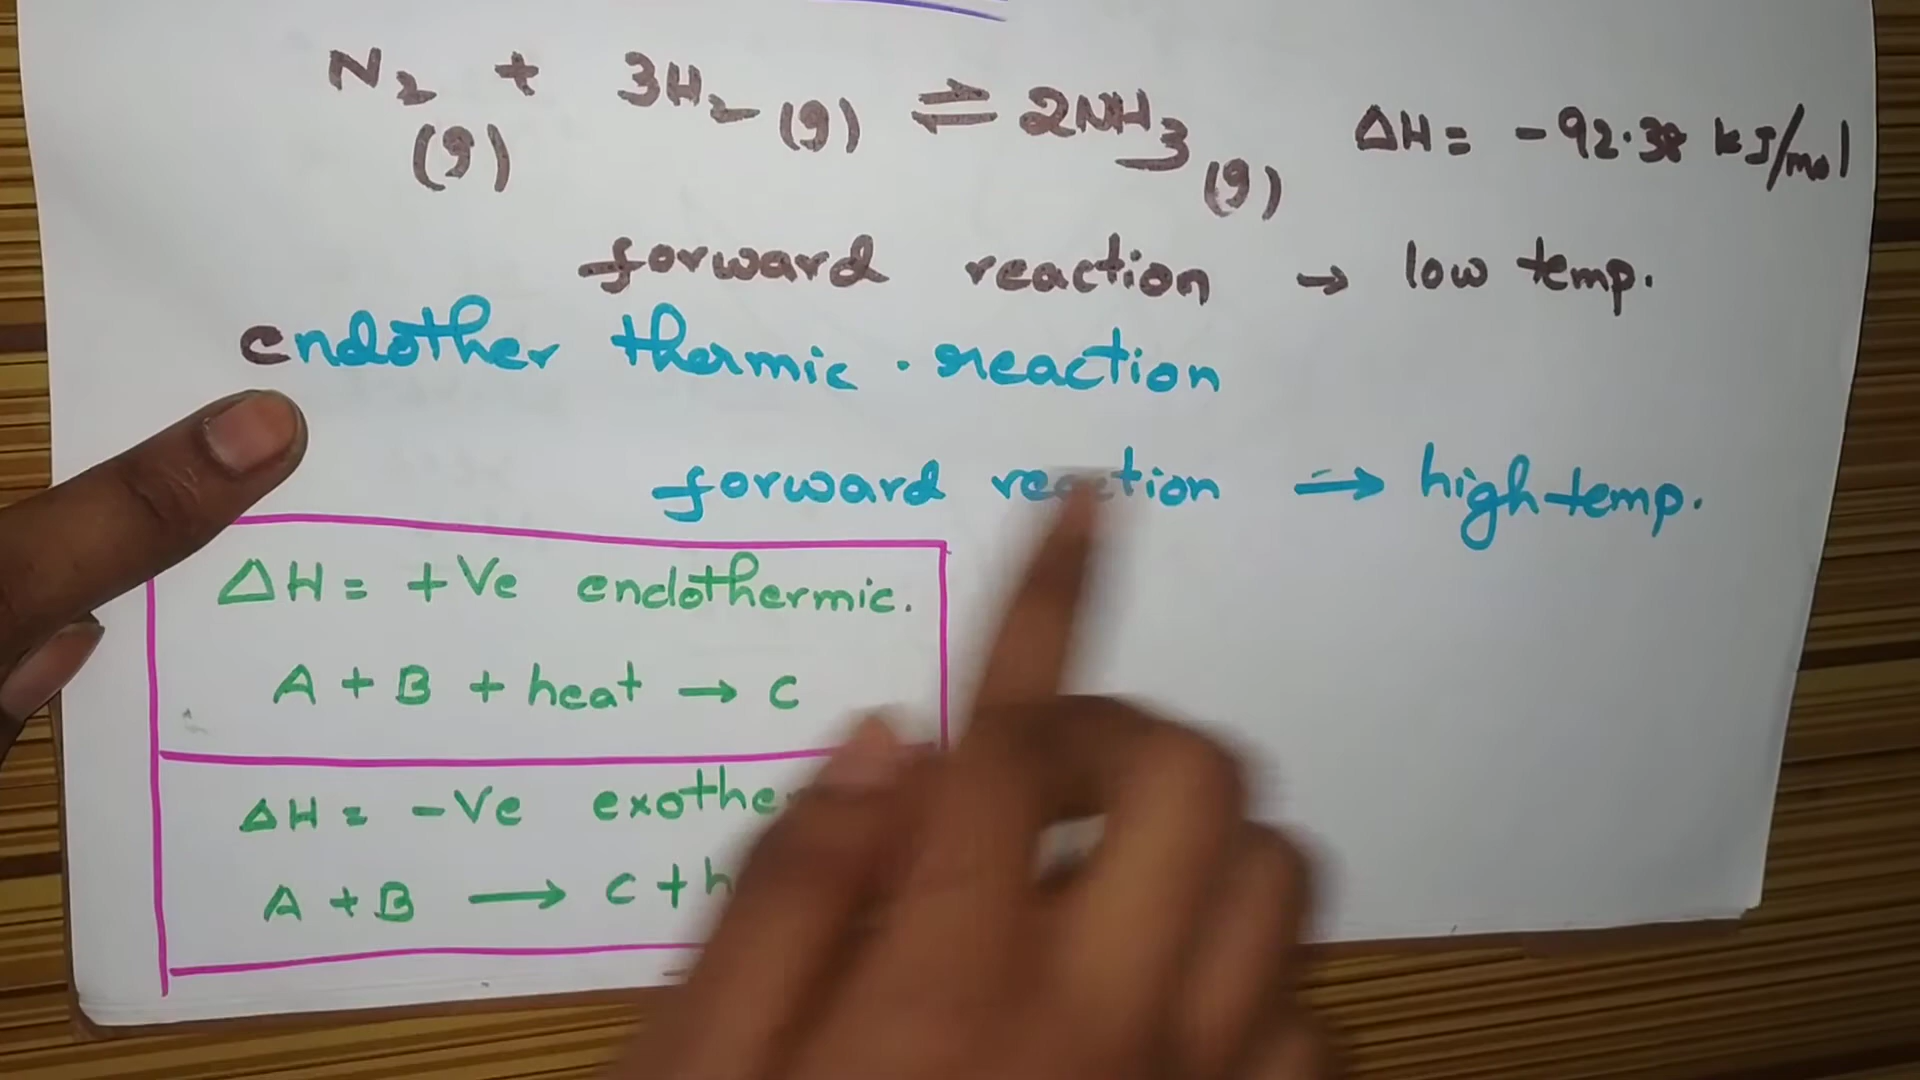 N2 + 3H2 (g) ⇌ 2NH3 (g) ΔH = -92.38 kJ/mol
(g)
forward reaction → low temp.
endother thermic . reaction
forward reaction → high temp.
ΔH = +Ve endothermic.
A + B + heat → C
ΔH = -Ve exothe
A + B → C + h